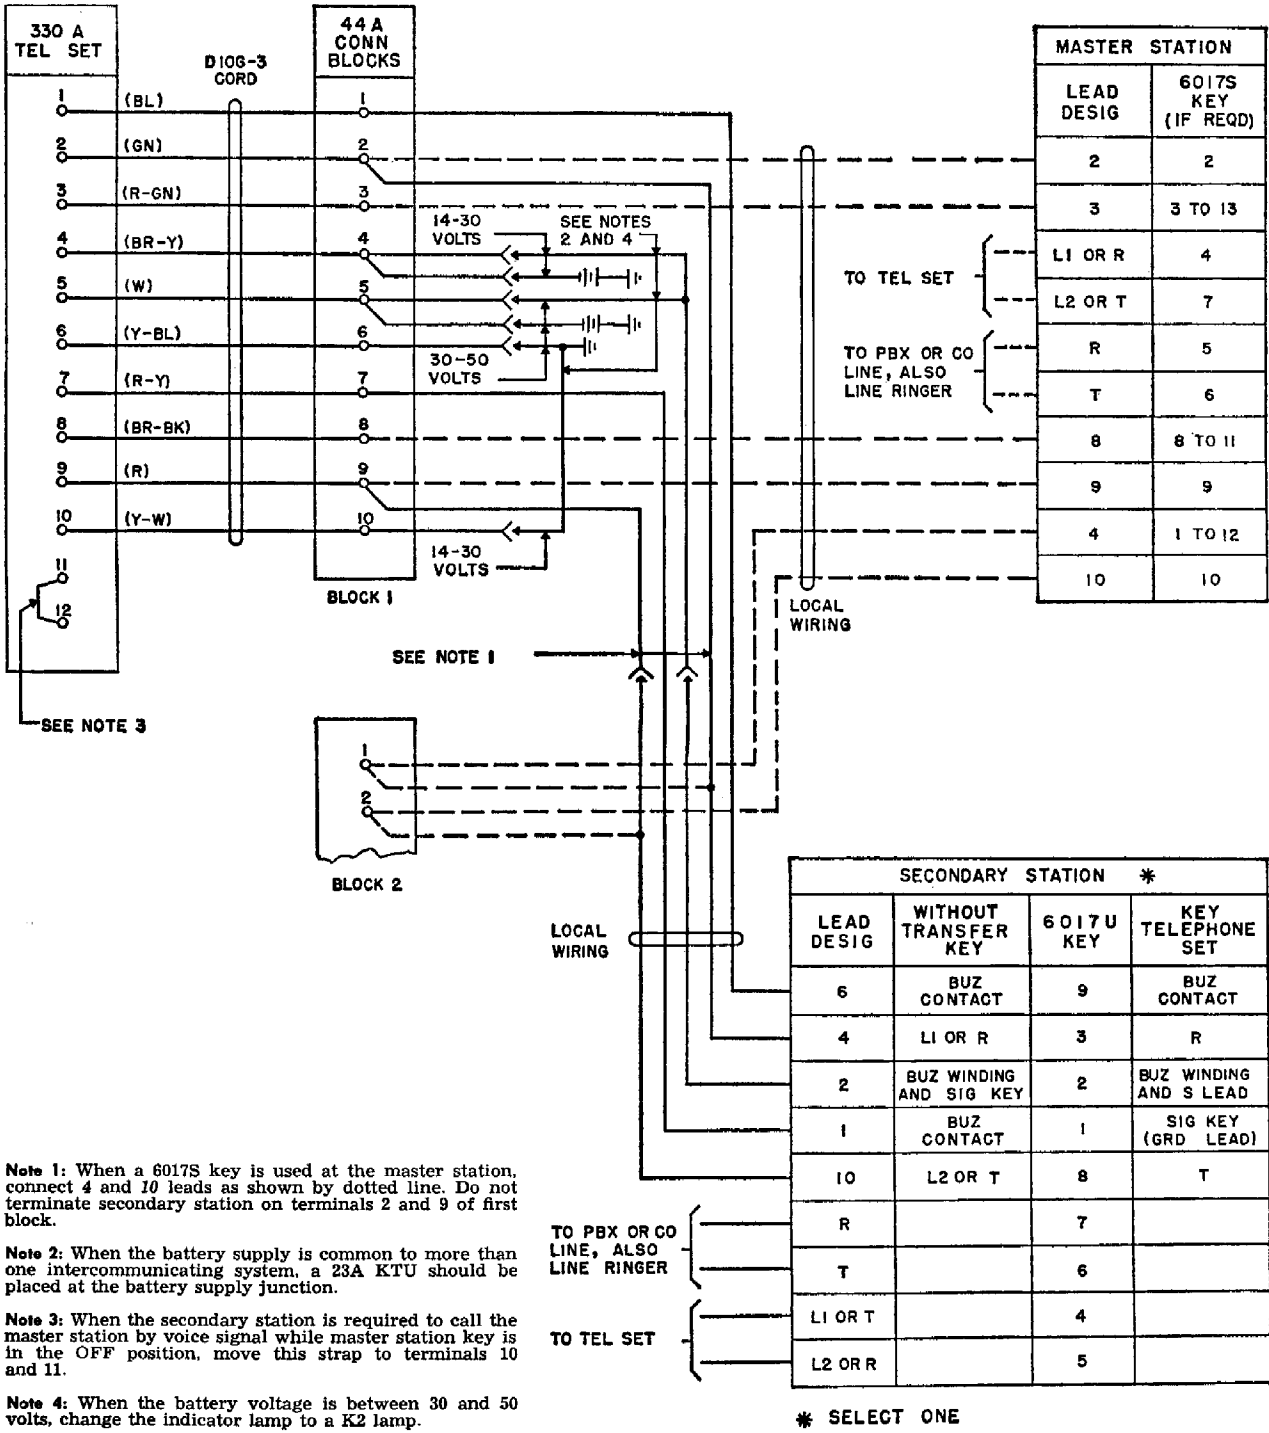 330 A
TEL SET
D10G-3
CORD
44A
CONN
BLOCKS
1 (BL) 1
2 (GN) 2
3 (R-GN) 3
4 (BR-Y) 4
5 (W) 5
6 (Y-BL) 6
7 (R-Y) 7
8 (BR-BK) 8
9 (R) 9
10 (Y-W) 10
11
12
SEE NOTE 3
BLOCK 1
14-30
VOLTS
SEE NOTES
2 AND 4
30-50
VOLTS
14-30
VOLTS
SEE NOTE 1
1
2
BLOCK 2
LOCAL
WIRING
LOCAL
WIRING
TO TEL SET
TO PBX OR CO
LINE, ALSO
LINE RINGER
MASTER STATION
LEAD
DESIG
6017S
KEY
(IF REQD)
2 2
3 3 TO 13
L1 OR R 4
L2 OR T 7
R 5
T 6
8 8 TO 11
9 9
4 1 TO 12
10 10
SECONDARY STATION *
LEAD
DESIG
WITHOUT
TRANSFER
KEY
6017U
KEY
KEY
TELEPHONE
SET
6 BUZ CONTACT 9 BUZ CONTACT
4 L1 OR R 3 R
2 BUZ WINDING AND SIG KEY 2 BUZ WINDING AND S LEAD
1 BUZ CONTACT 1 SIG KEY (GRD LEAD)
10 L2 OR T 8 T
R 7
T 6
L1 OR T 4
L2 OR R 5
TO PBX OR CO
LINE, ALSO
LINE RINGER
TO TEL SET
* SELECT ONE
Note 1: When a 6017S key is used at the master station,
connect 4 and 10 leads as shown by dotted line. Do not
terminate secondary station on terminals 2 and 9 of first
block.
Note 2: When the battery supply is common to more than
one intercommunicating system, a 23A KTU should be
placed at the battery supply junction.
Note 3: When the secondary station is required to call the
master station by voice signal while master station key is
in the OFF position, move this strap to terminals 10
and 11.
Note 4: When the battery voltage is between 30 and 50
volts, change the indicator lamp to a K2 lamp.